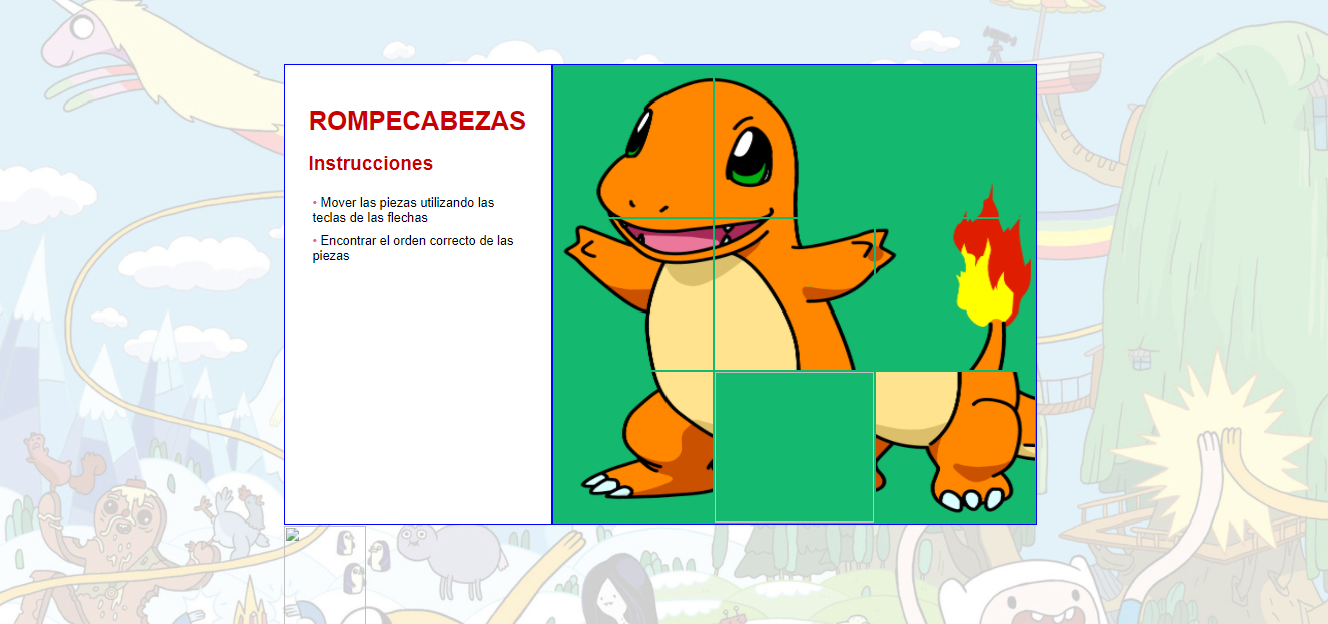 ROMPECABEZAS
Instrucciones
• Mover las piezas utilizando las
teclas de las flechas
• Encontrar el orden correcto de las
piezas